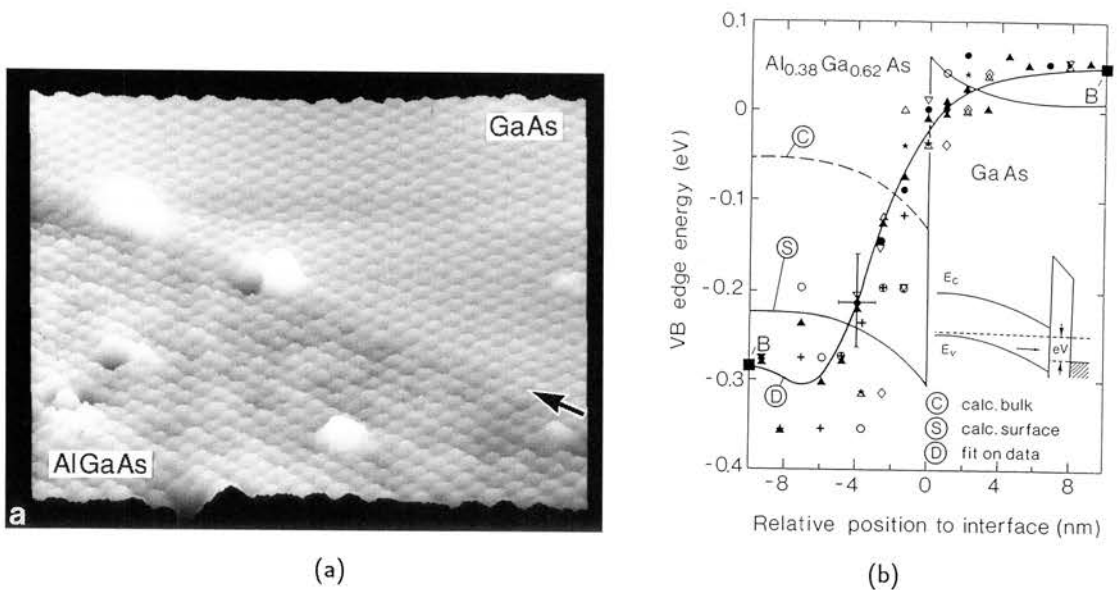 GaAs
AlGaAs
a
(a)
0.1
0
-0.1
-0.2
-0.3
-0.4
VB edge energy (eV)
Al0.38Ga0.62As
GaAs
C
S
B
D
B
EC
EV
eV
C calc. bulk
S calc. surface
D fit on data
-8 -4 0 4 8
Relative position to interface (nm)
(b)